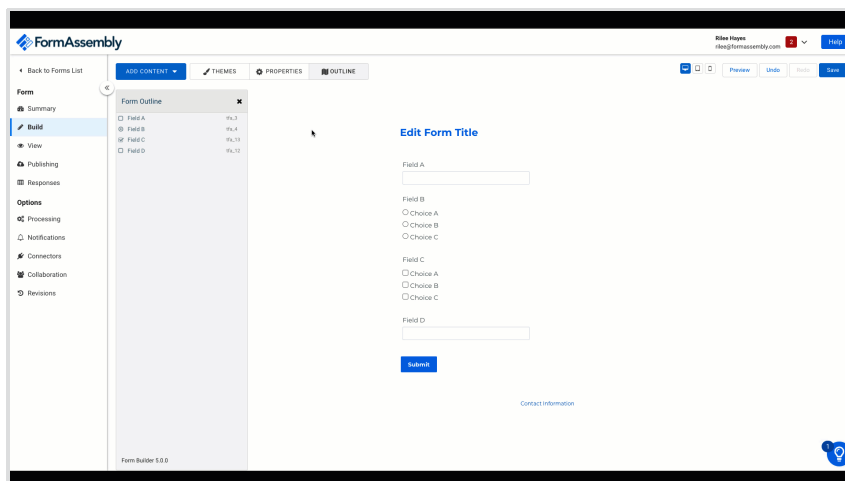 FormAssembly
Rilee Hayes
rilee@formassembly.com
2
Help
Back to Forms List
ADD CONTENT
THEMES
PROPERTIES
OUTLINE
Preview
Undo
Redo
Save
Form
Summary
Build
View
Publishing
Responses
Options
Processing
Notifications
Connectors
Collaboration
Revisions
Form Outline
Field A tfa_3
Field B tfa_4
Field C tfa_10
Field D tfa_12
Form Builder 5.0.0
Edit Form Title
Field A
Field B
Choice A
Choice B
Choice C
Field C
Choice A
Choice B
Choice C
Field D
Submit
Contact Information
1